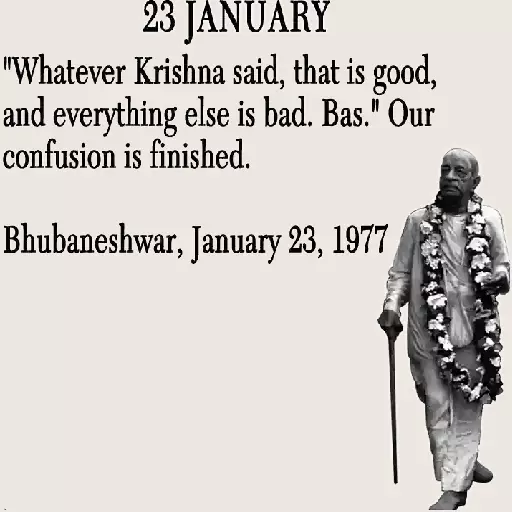 23 JANUARY
"Whatever Krishna said, that is good,
and everything else is bad. Bas." Our
confusion is finished.
Bhubaneshwar, January 23, 1977